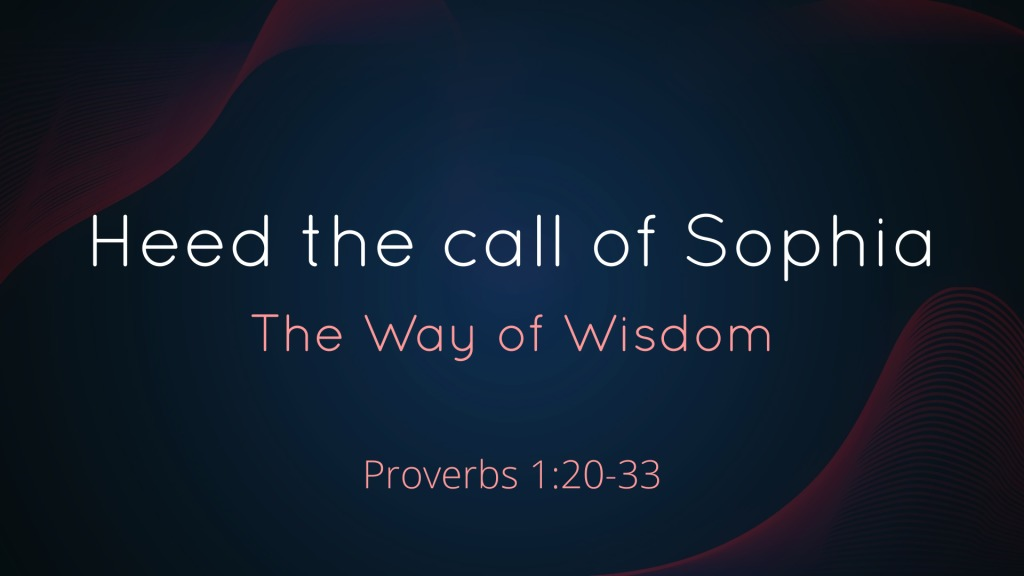 Heed the call of Sophia
The Way of Wisdom
Proverbs 1:20-33